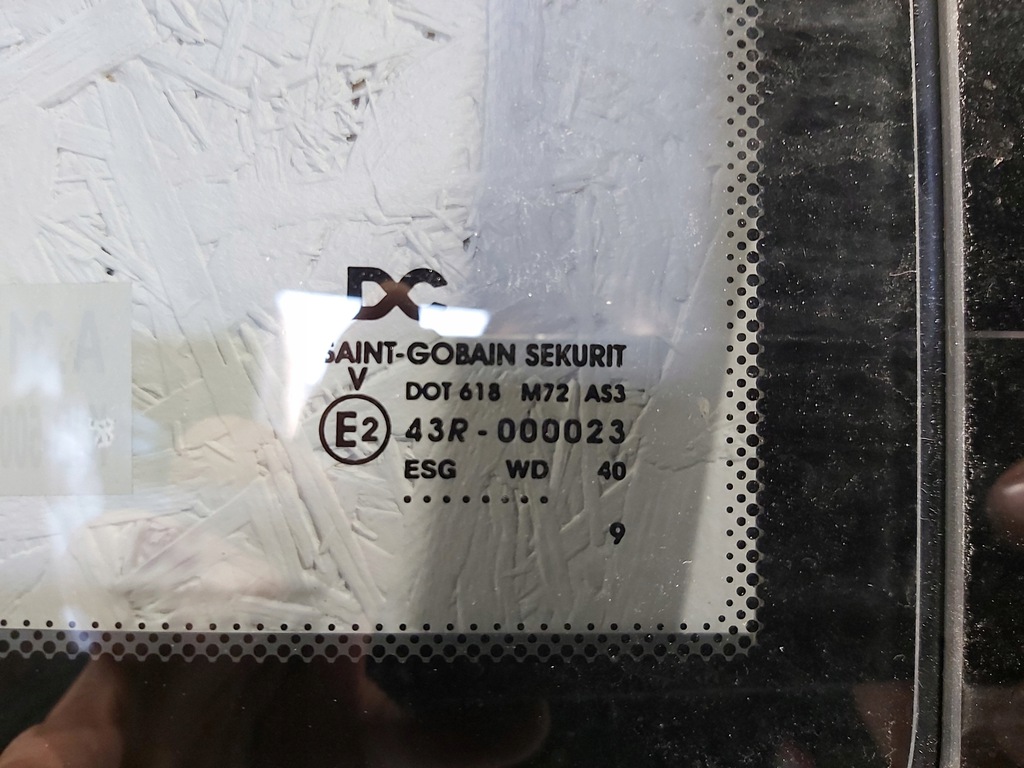 DC
SAINT-GOBAIN SEKURIT
V
DOT 618 M72 AS3
E2 43R - 000023
ESG WD 40
9